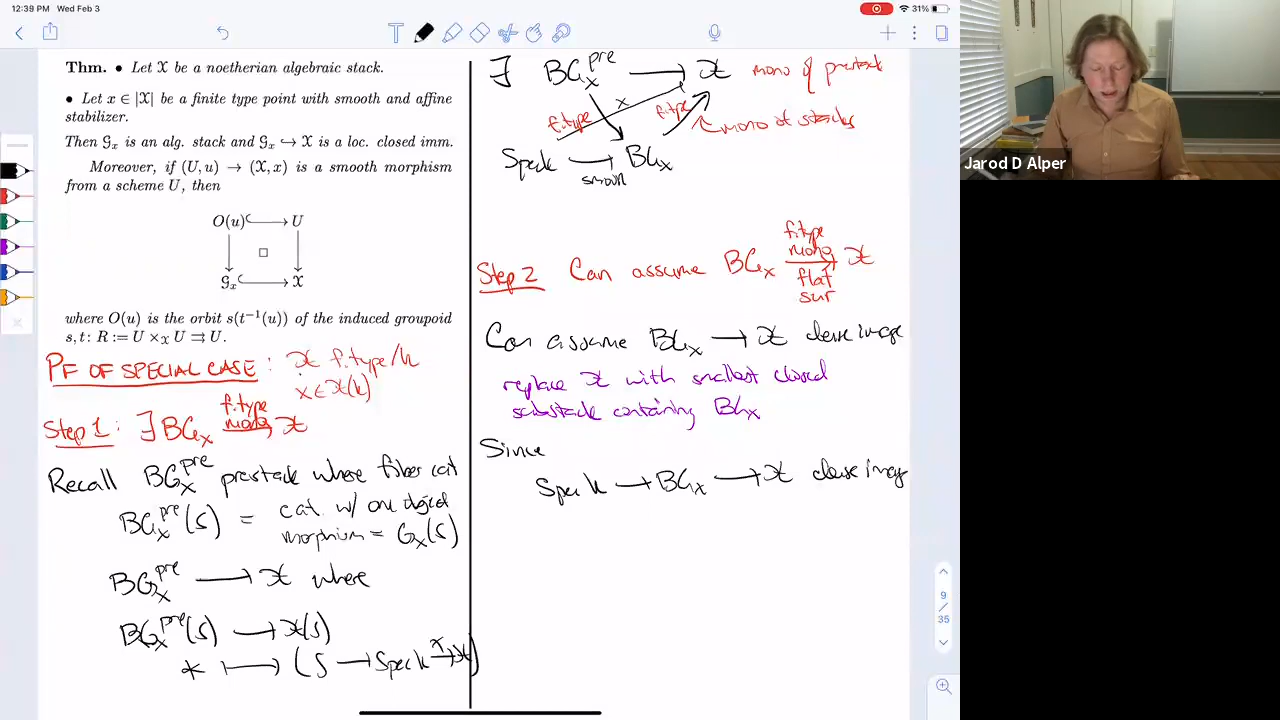 12:39 PM Wed Feb 3
31%
Thm. • Let 𝔛 be a noetherian algebraic stack.
• Let x ∈ |𝔛| be a finite type point with smooth and affine
stabilizer.
Then 𝒢ₓ is an alg. stack and 𝒢ₓ ↪ 𝔛 is a loc. closed imm.
Moreover, if (U, u) → (𝔛, x) is a smooth morphism
from a scheme U, then
O(u) ↪ U
□
𝒢ₓ ↪ 𝔛
where O(u) is the orbit s(t⁻¹(u)) of the induced groupoid
s, t: R := U ×_𝔛 U ⇉ U.
PF OF SPECIAL CASE: 𝔛 f.type/k
x ∈ 𝔛(k)
Step 1: ∃ BGₓ f.type mono → 𝔛
Recall BGₓ^pre prestack where fiber cat
BGₓ^pre(S) = cat. w/ one object
morphism = Gₓ(S)
BGₓ^pre → 𝔛 where
BGₓ^pre(S) → 𝔛(S)
* ↦ (S → Spec k →^x 𝔛)
∃ BGₓ^pre → 𝔛 mono of prestack
x
f.type f.type mono of stacks
Spec k → BGₓ
smooth
Step 2 Can assume BGₓ f.type mono → flat sur 𝔛
Can assume BGₓ → 𝔛 dense image
replace 𝔛 with smallest closed
substack containing BGₓ
Since
Spec k → BGₓ → 𝔛 dense image
9
/
35
Jarod D Alper